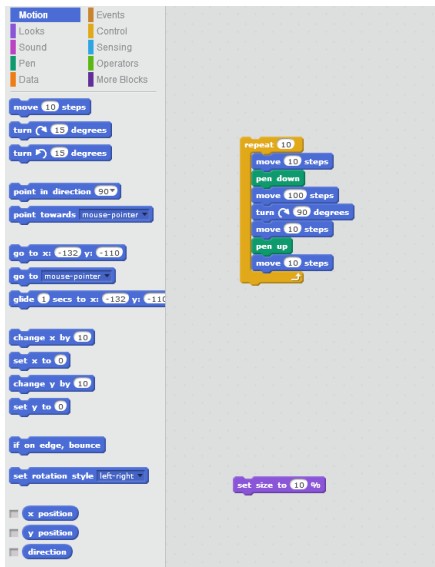 Motion Events
Looks Control
Sound Sensing
Pen Operators
Data More Blocks
move 10 steps
turn 15 degrees
turn 15 degrees
point in direction 90
point towards mouse-pointer
go to x: -132 y: -110
go to mouse-pointer
glide 1 secs to x: -132 y: -110
change x by 10
set x to 0
change y by 10
set y to 0
if on edge, bounce
set rotation style left-right
x position
y position
direction
repeat 10
move 10 steps
pen down
move 100 steps
turn 90 degrees
move 10 steps
pen up
move 10 steps
set size to 10 %